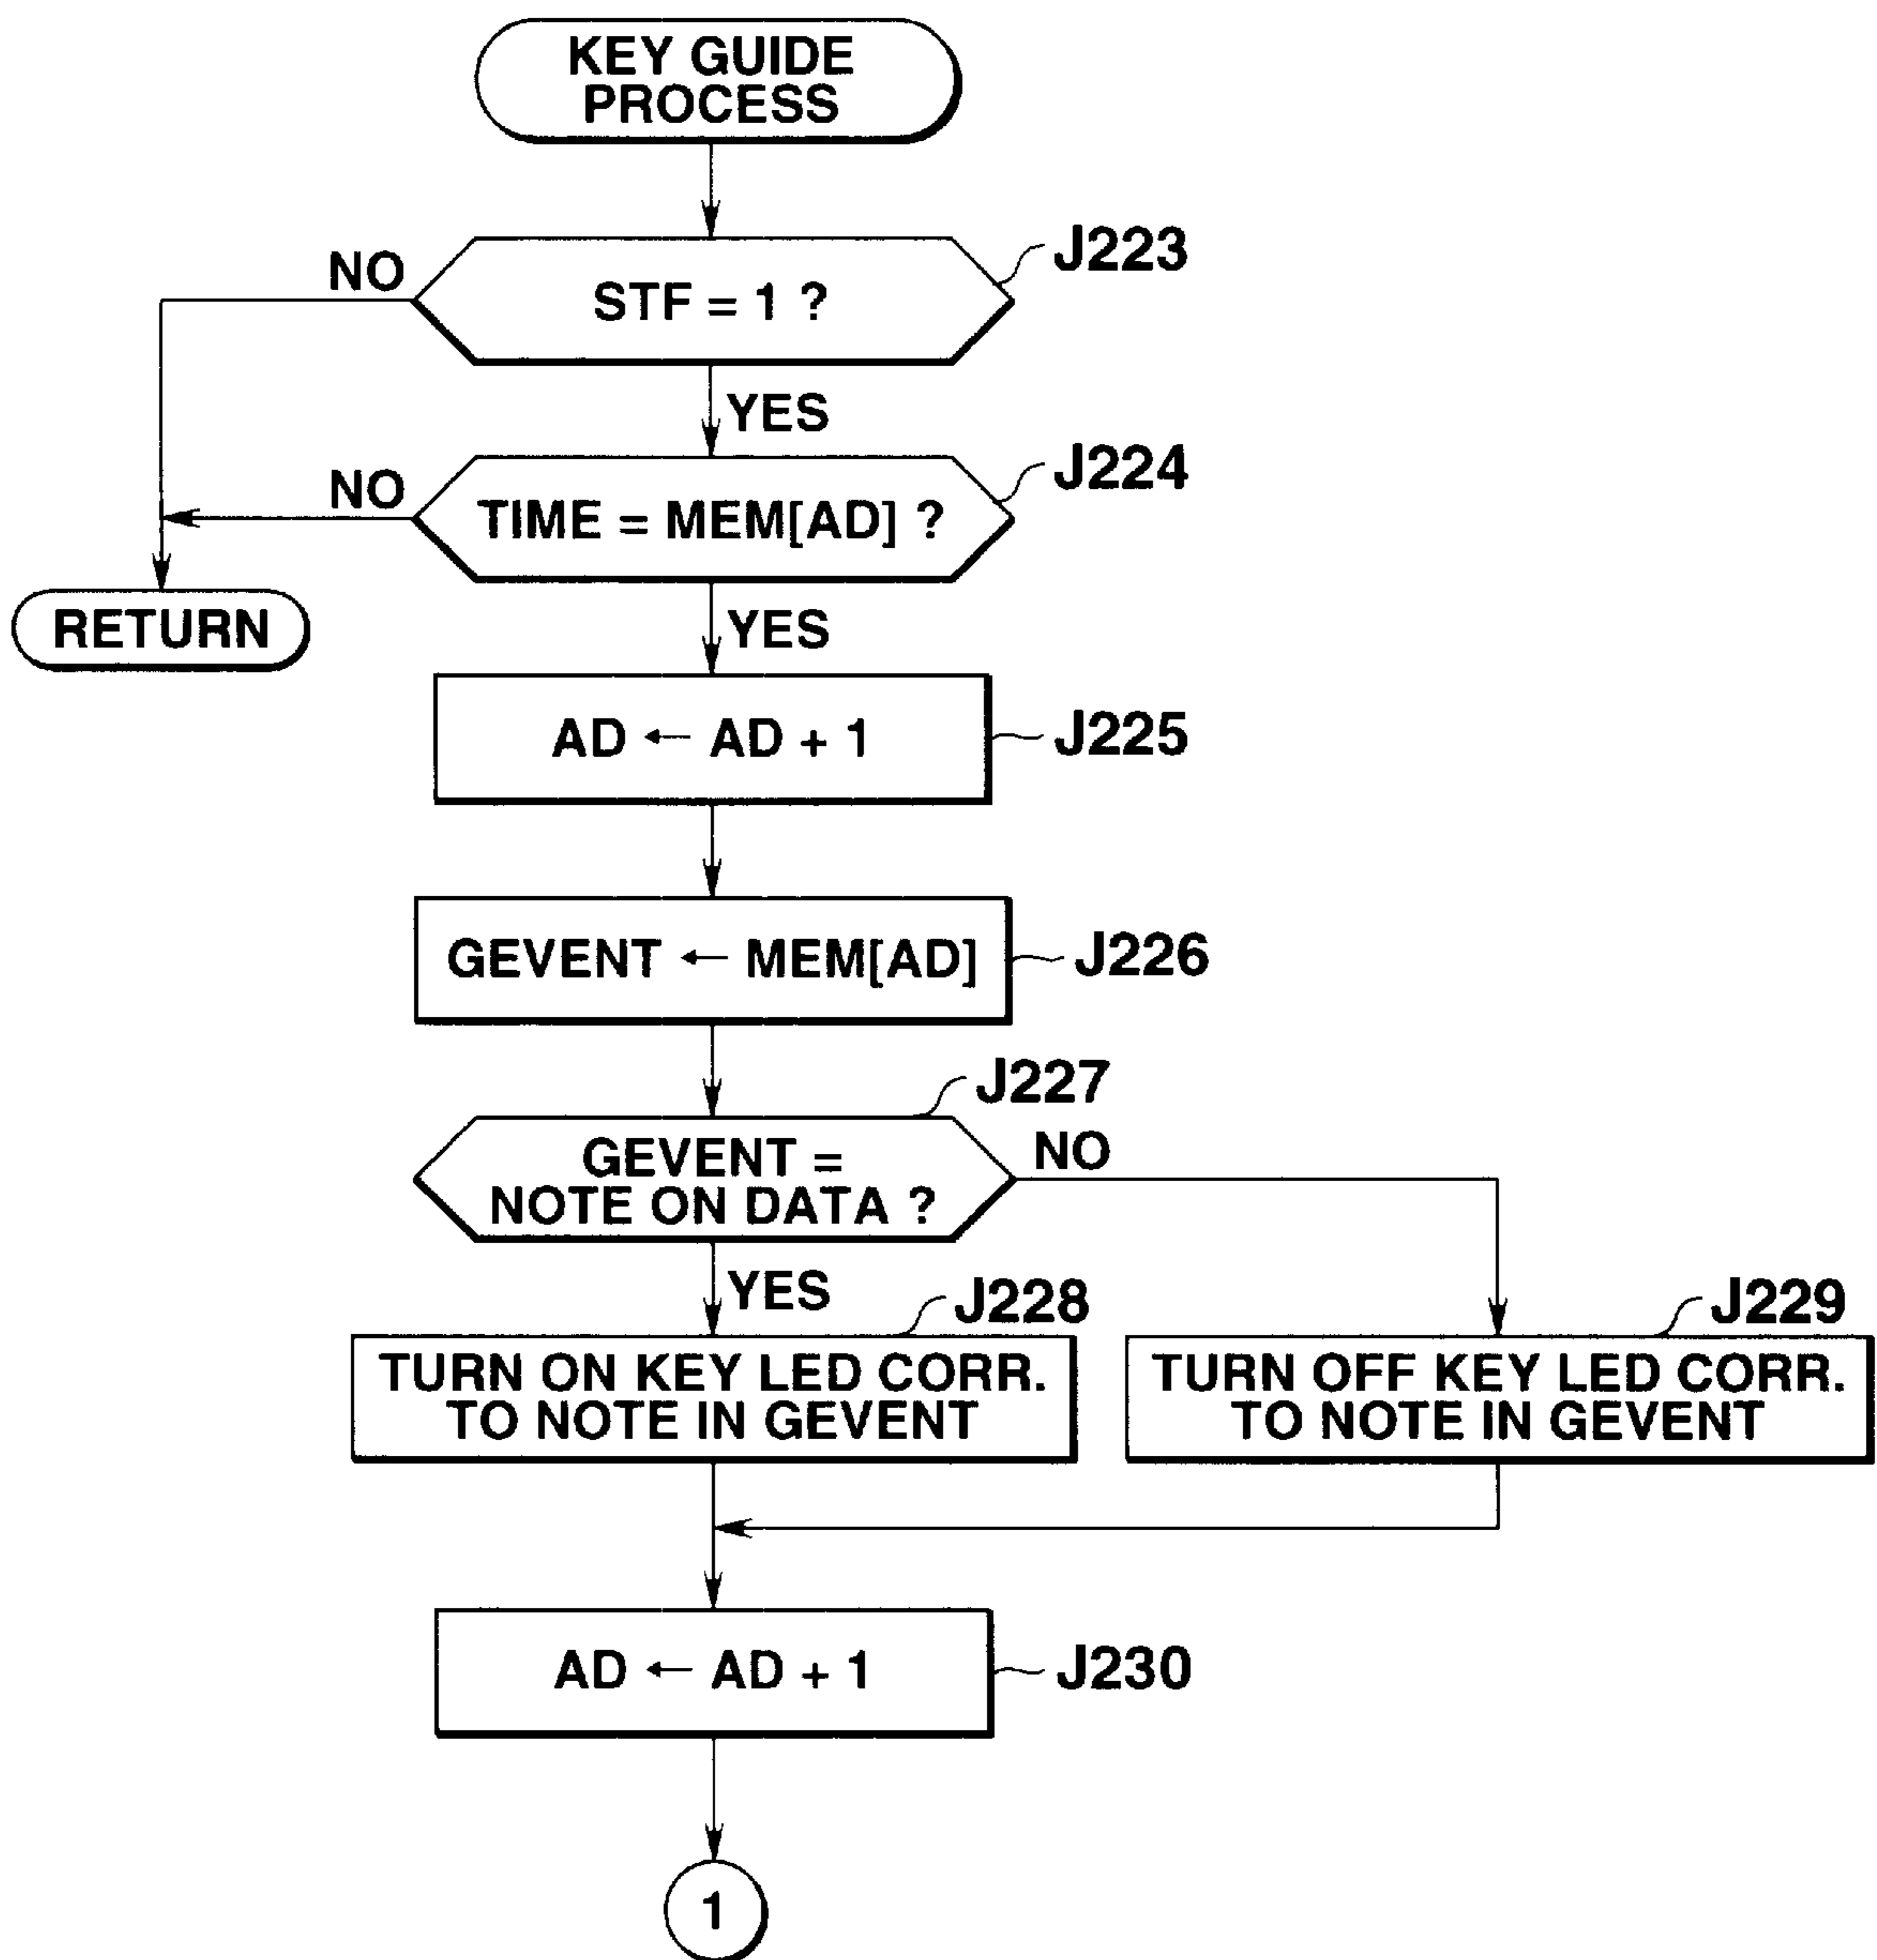 KEY GUIDE
PROCESS
J223
NO
STF = 1 ?
YES
J224
NO
TIME = MEM[AD] ?
RETURN
YES
AD ← AD + 1
J225
GEVENT ← MEM[AD]
J226
J227
GEVENT =
NOTE ON DATA ?
NO
YES
J228
J229
TURN ON KEY LED CORR.
TO NOTE IN GEVENT
TURN OFF KEY LED CORR.
TO NOTE IN GEVENT
AD ← AD + 1
J230
1